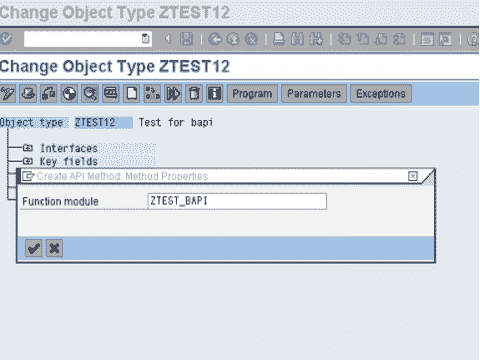 Change Object Type ZTEST12
Change Object Type ZTEST12
Program Parameters Exceptions
Object type ZTEST12 Test for bapi
Interfaces
Key fields
Create API Method: Method Properties
Function module ZTEST_BAPI